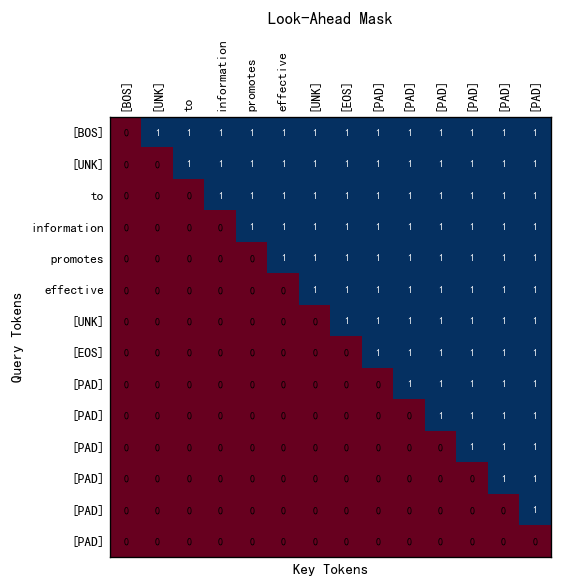 Look-Ahead Mask
[BOS] [UNK] to information promotes effective [UNK] [EOS] [PAD] [PAD] [PAD] [PAD] [PAD] [PAD]
[BOS] 0 1 1 1 1 1 1 1 1 1 1 1 1 1
[UNK] 0 0 1 1 1 1 1 1 1 1 1 1 1 1
to 0 0 0 1 1 1 1 1 1 1 1 1 1 1
information 0 0 0 0 1 1 1 1 1 1 1 1 1 1
promotes 0 0 0 0 0 1 1 1 1 1 1 1 1 1
effective 0 0 0 0 0 0 1 1 1 1 1 1 1 1
[UNK] 0 0 0 0 0 0 0 1 1 1 1 1 1 1
[EOS] 0 0 0 0 0 0 0 0 1 1 1 1 1 1
[PAD] 0 0 0 0 0 0 0 0 0 1 1 1 1 1
[PAD] 0 0 0 0 0 0 0 0 0 0 1 1 1 1
[PAD] 0 0 0 0 0 0 0 0 0 0 0 1 1 1
[PAD] 0 0 0 0 0 0 0 0 0 0 0 0 1 1
[PAD] 0 0 0 0 0 0 0 0 0 0 0 0 0 1
[PAD] 0 0 0 0 0 0 0 0 0 0 0 0 0 0
Query Tokens
Key Tokens